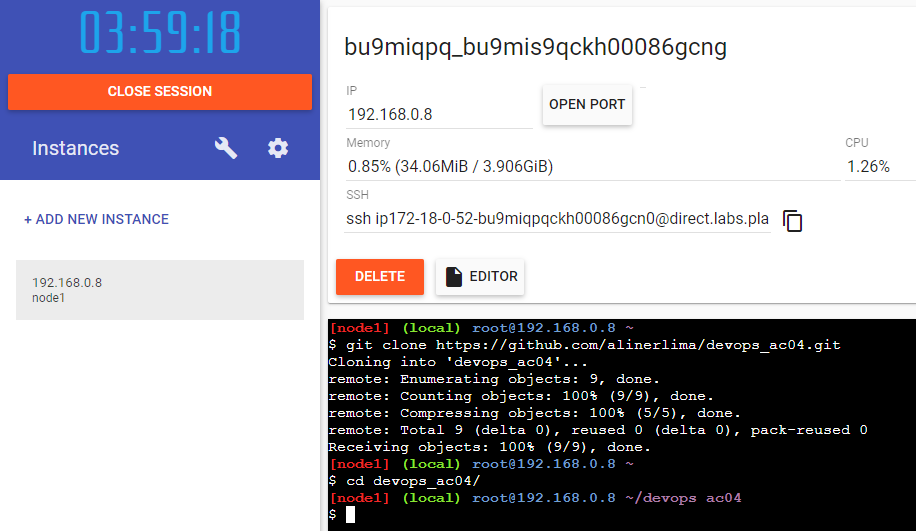 03:59:18
CLOSE SESSION
Instances
+ ADD NEW INSTANCE
192.168.0.8
node1
bu9miqpq_bu9mis9qckh00086gcng
IP
192.168.0.8
OPEN PORT
Memory
0.85% (34.06MiB / 3.906GiB)
CPU
1.26%
SSH
ssh ip172-18-0-52-bu9miqpqckh00086gcn0@direct.labs.pla
DELETE
EDITOR
[node1] (local) root@192.168.0.8 ~
$ git clone https://github.com/alinerlima/devops_ac04.git
Cloning into 'devops_ac04'...
remote: Enumerating objects: 9, done.
remote: Counting objects: 100% (9/9), done.
remote: Compressing objects: 100% (5/5), done.
remote: Total 9 (delta 0), reused 0 (delta 0), pack-reused 0
Receiving objects: 100% (9/9), done.
[node1] (local) root@192.168.0.8 ~
$ cd devops_ac04/
[node1] (local) root@192.168.0.8 ~/devops_ac04
$